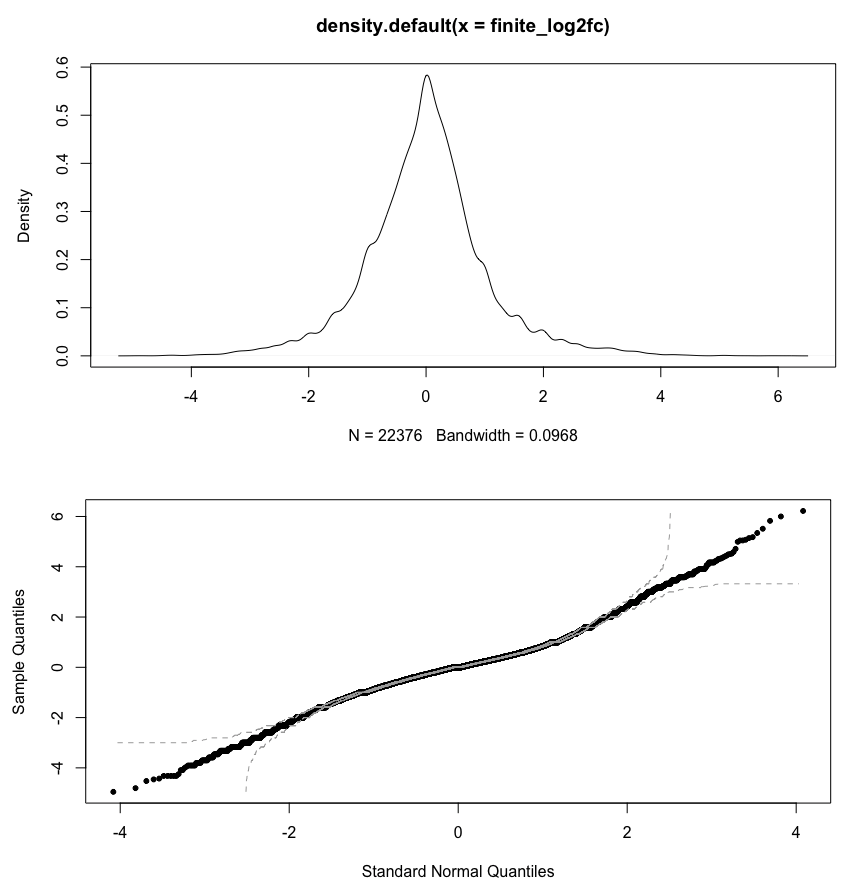 density.default(x = finite_log2fc)
0.6
0.5
0.4
0.3
0.2
0.1
0.0
Density
-4 -2 0 2 4 6
N = 22376 Bandwidth = 0.0968
6
4
2
0
-2
-4
Sample Quantiles
-4 -2 0 2 4
Standard Normal Quantiles